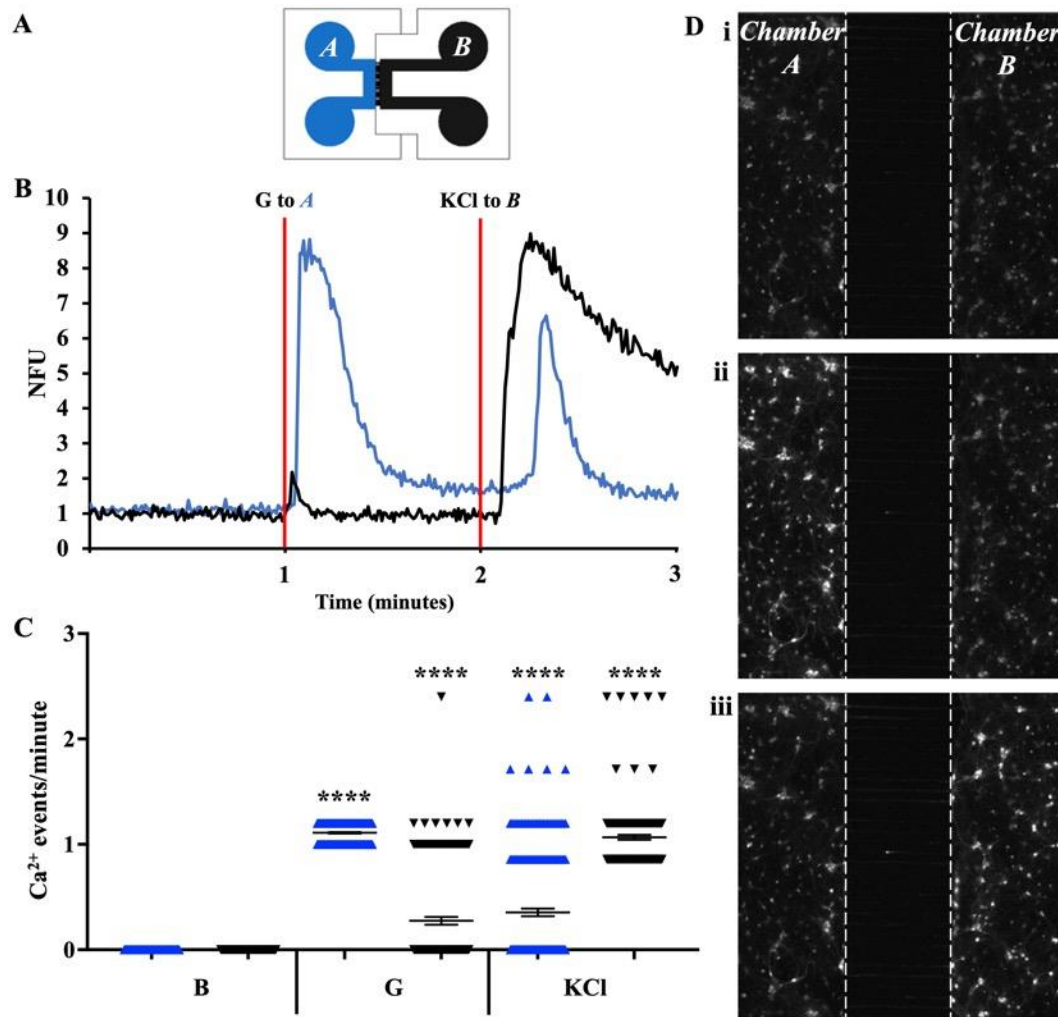 A
A
B
B
G to A
KCl to B
10
9
8
7
6
5
4
3
2
1
0
NFU
1
2
3
Time (minutes)
C
3
2
1
0
Ca²⁺ events/minute
****
****
****
****
B
G
KCl
D
i
Chamber
A
Chamber
B
ii
iii